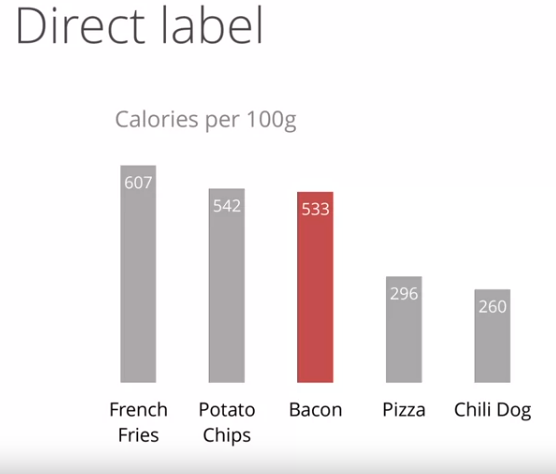 Direct label
Calories per 100g
607
542
533
296
260
French Fries
Potato Chips
Bacon
Pizza
Chili Dog